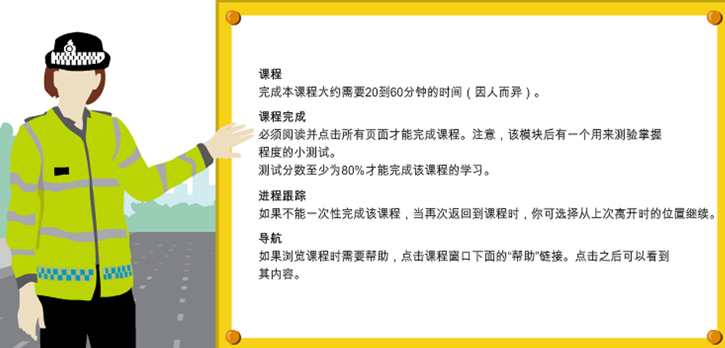 课程
完成本课程大约需要20到60分钟的时间（因人而异）。
课程完成
必须阅读并点击所有页面才能完成课程。注意，该模块后有一个用来测验掌握
程度的小测试。
测试分数至少为80%才能完成该课程的学习。
进程跟踪
如果不能一次性完成该课程，当再次返回到课程时，你可选择从上次离开时的位置继续。
导航
如果浏览课程时需要帮助，点击课程窗口下面的“帮助”链接。点击之后可以看到
其内容。